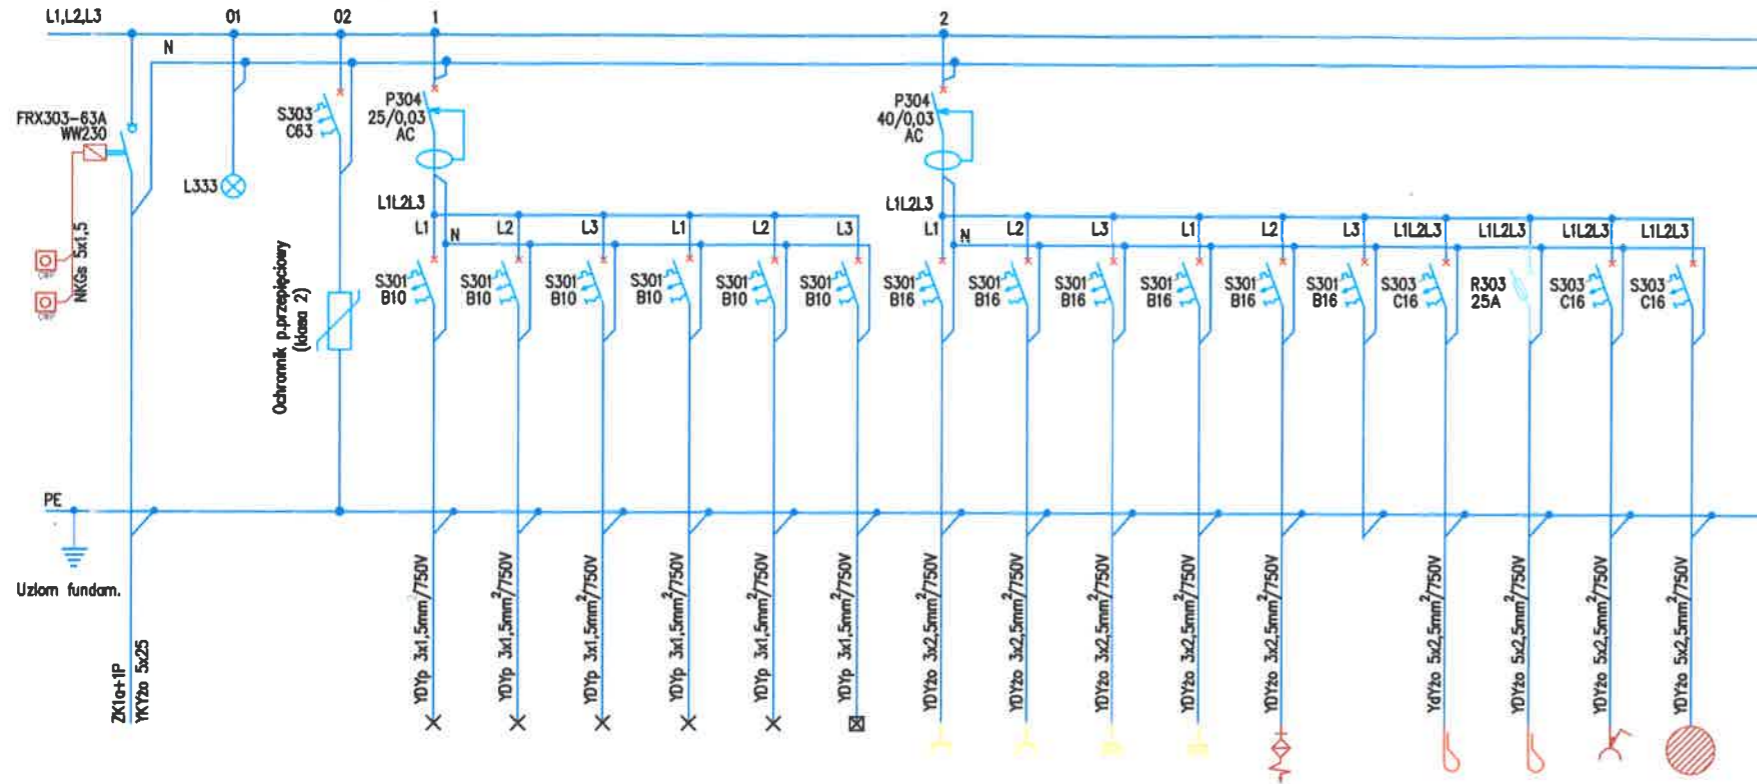 L1,L2,L3
01
02
1
2
N
FRX303-63A
WW230
S303
C63
P304
25/0,03
AC
P304
40/0,03
AC
L333
NKGs 5x1,5
Ochronnik p.przepięciowy
(klasa 2)
L1L2L3
L1
N
L2
L3
L1
L2
L3
L1L2L3
L1
N
L2
L3
L1
L2
L3
L1L2L3
L1L2L3
L1L2L3
L1L2L3
S301
B10
S301
B10
S301
B10
S301
B10
S301
B10
S301
B10
S301
B16
S301
B16
S301
B16
S301
B16
S301
B16
S301
B16
S303
C16
R303
25A
S303
C16
S303
C16
PE
Uziom fundam.
ZK1a+1P
YKYżo 5x25
YDYp 3x1,5mm²/750V
YDYp 3x1,5mm²/750V
YDYp 3x1,5mm²/750V
YDYp 3x1,5mm²/750V
YDYp 3x1,5mm²/750V
YDYp 3x1,5mm²/750V
YDYżo 3x2,5mm²/750V
YDYżo 3x2,5mm²/750V
YDYżo 3x2,5mm²/750V
YDYżo 3x2,5mm²/750V
YDYżo 3x2,5mm²/750V
YdYżo 5x2,5mm²/750V
YDYżo 5x2,5mm²/750V
YDYżo 5x2,5mm²/750V
YDYżo 5x2,5mm²/750V